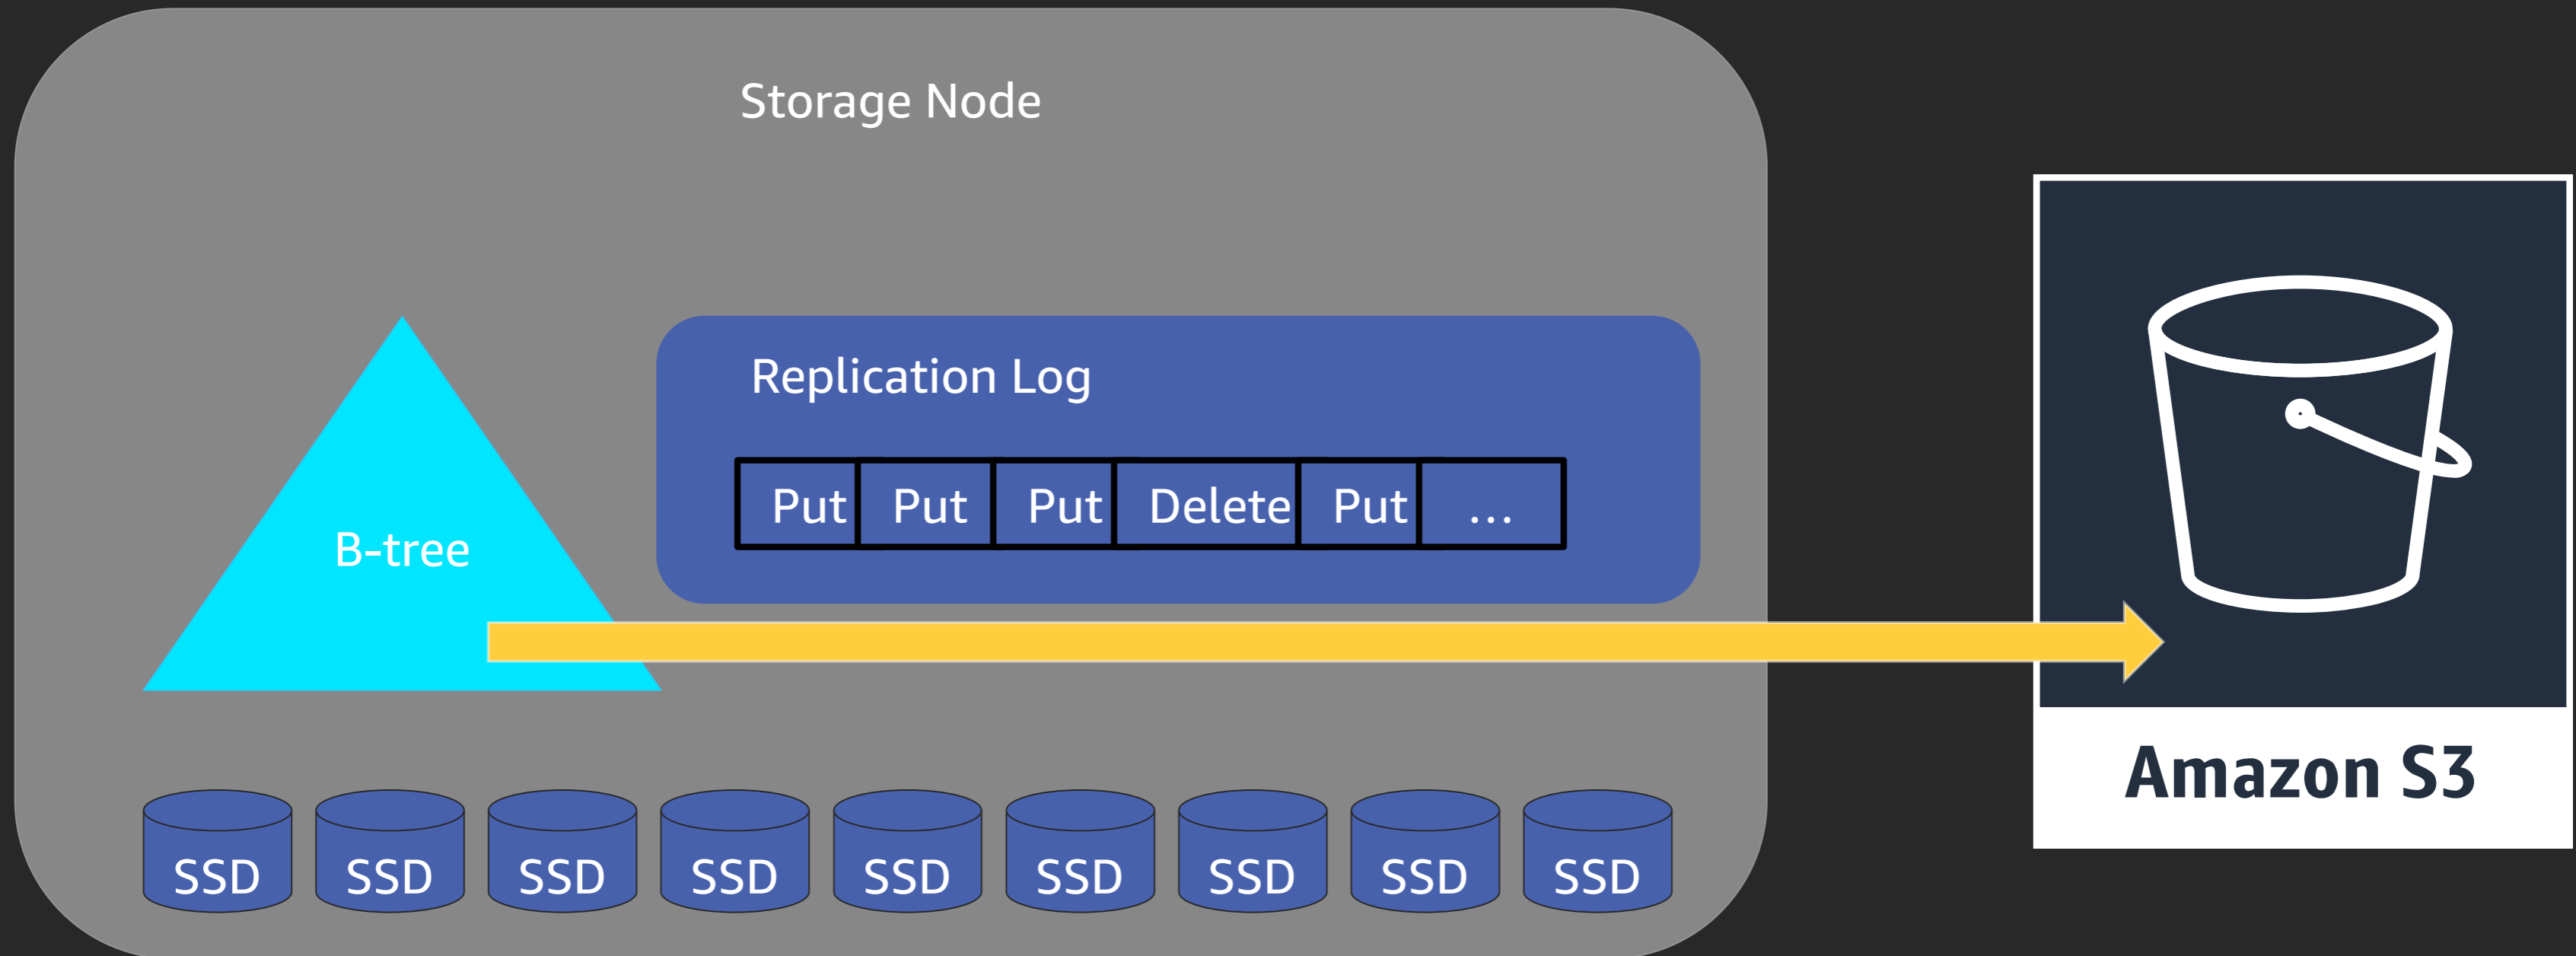 Storage Node
Replication Log
Put Put Put Delete Put ...
B-tree
SSD SSD SSD SSD SSD SSD SSD SSD SSD
Amazon S3